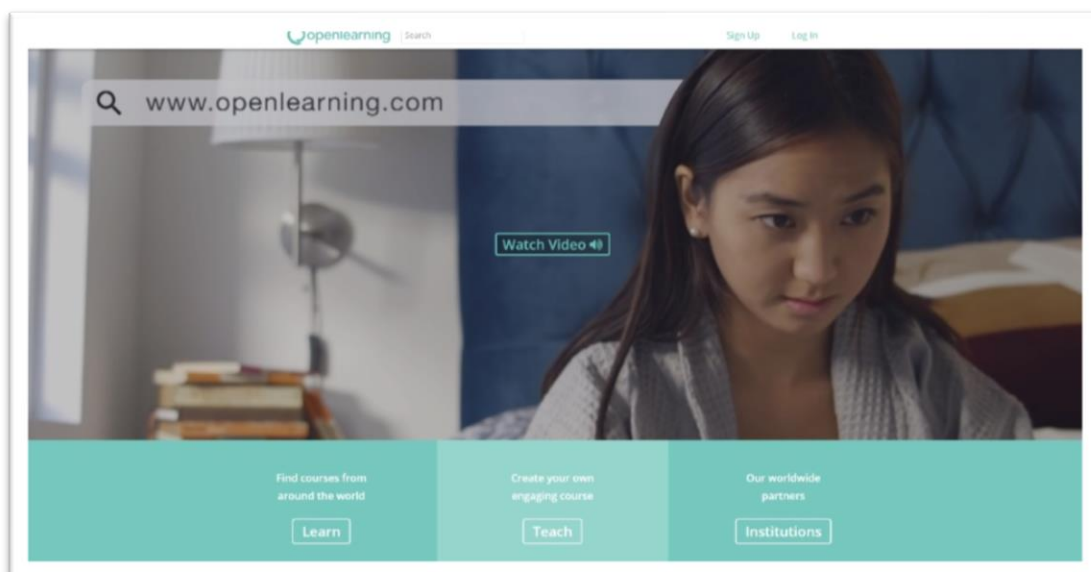 openlearning Search Sign Up Log In
www.openlearning.com
Watch Video
Find courses from
around the world
Learn
Create your own
engaging course
Teach
Our worldwide
partners
Institutions